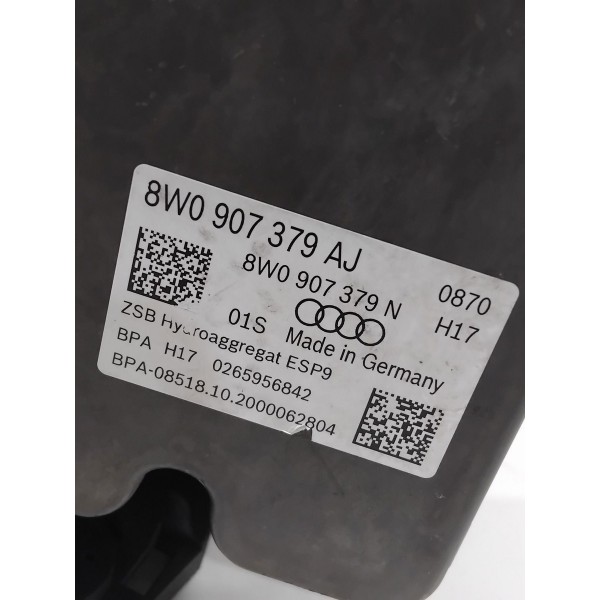 8W0 907 379 AJ
8W0 907 379 N
0870
01S
H17
Made in Germany
ZSB Hydroaggregat ESP9
BPA H17 0265956842
BPA-08518.10.2000062804